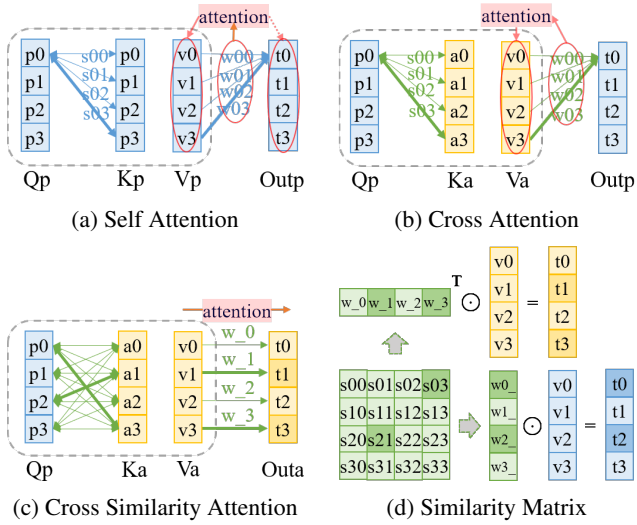 attention
p0 p0 v0 t0
s00 w00
p1 s01 p1 v1 w01 t1
p2 s02 p2 v2 w02 t2
p3 s03 p3 v3 w03 t3
Qp Kp Vp Outp
(a) Self Attention
attention
p0 a0 v0 t0
s00 w00
p1 s01 a1 v1 w01 t1
p2 s02 a2 v2 w02 t2
p3 s03 a3 v3 w03 t3
Qp Ka Va Outp
(b) Cross Attention
attention
p0 a0 v0 w_0 t0
p1 a1 v1 w_1 t1
p2 a2 v2 w_2 t2
p3 a3 v3 w_3 t3
Qp Ka Va Outa
(c) Cross Similarity Attention
w_0 w_1 w_2 w_3 T ⊙ v0 v1 v2 v3 = t0 t1 t2 t3
s00 s01 s02 s03
s10 s11 s12 s13
s20 s21 s22 s23
s30 s31 s32 s33
w0_ w1_ w2_ w3_ ⊙ v0 v1 v2 v3 = t0 t1 t2 t3
(d) Similarity Matrix